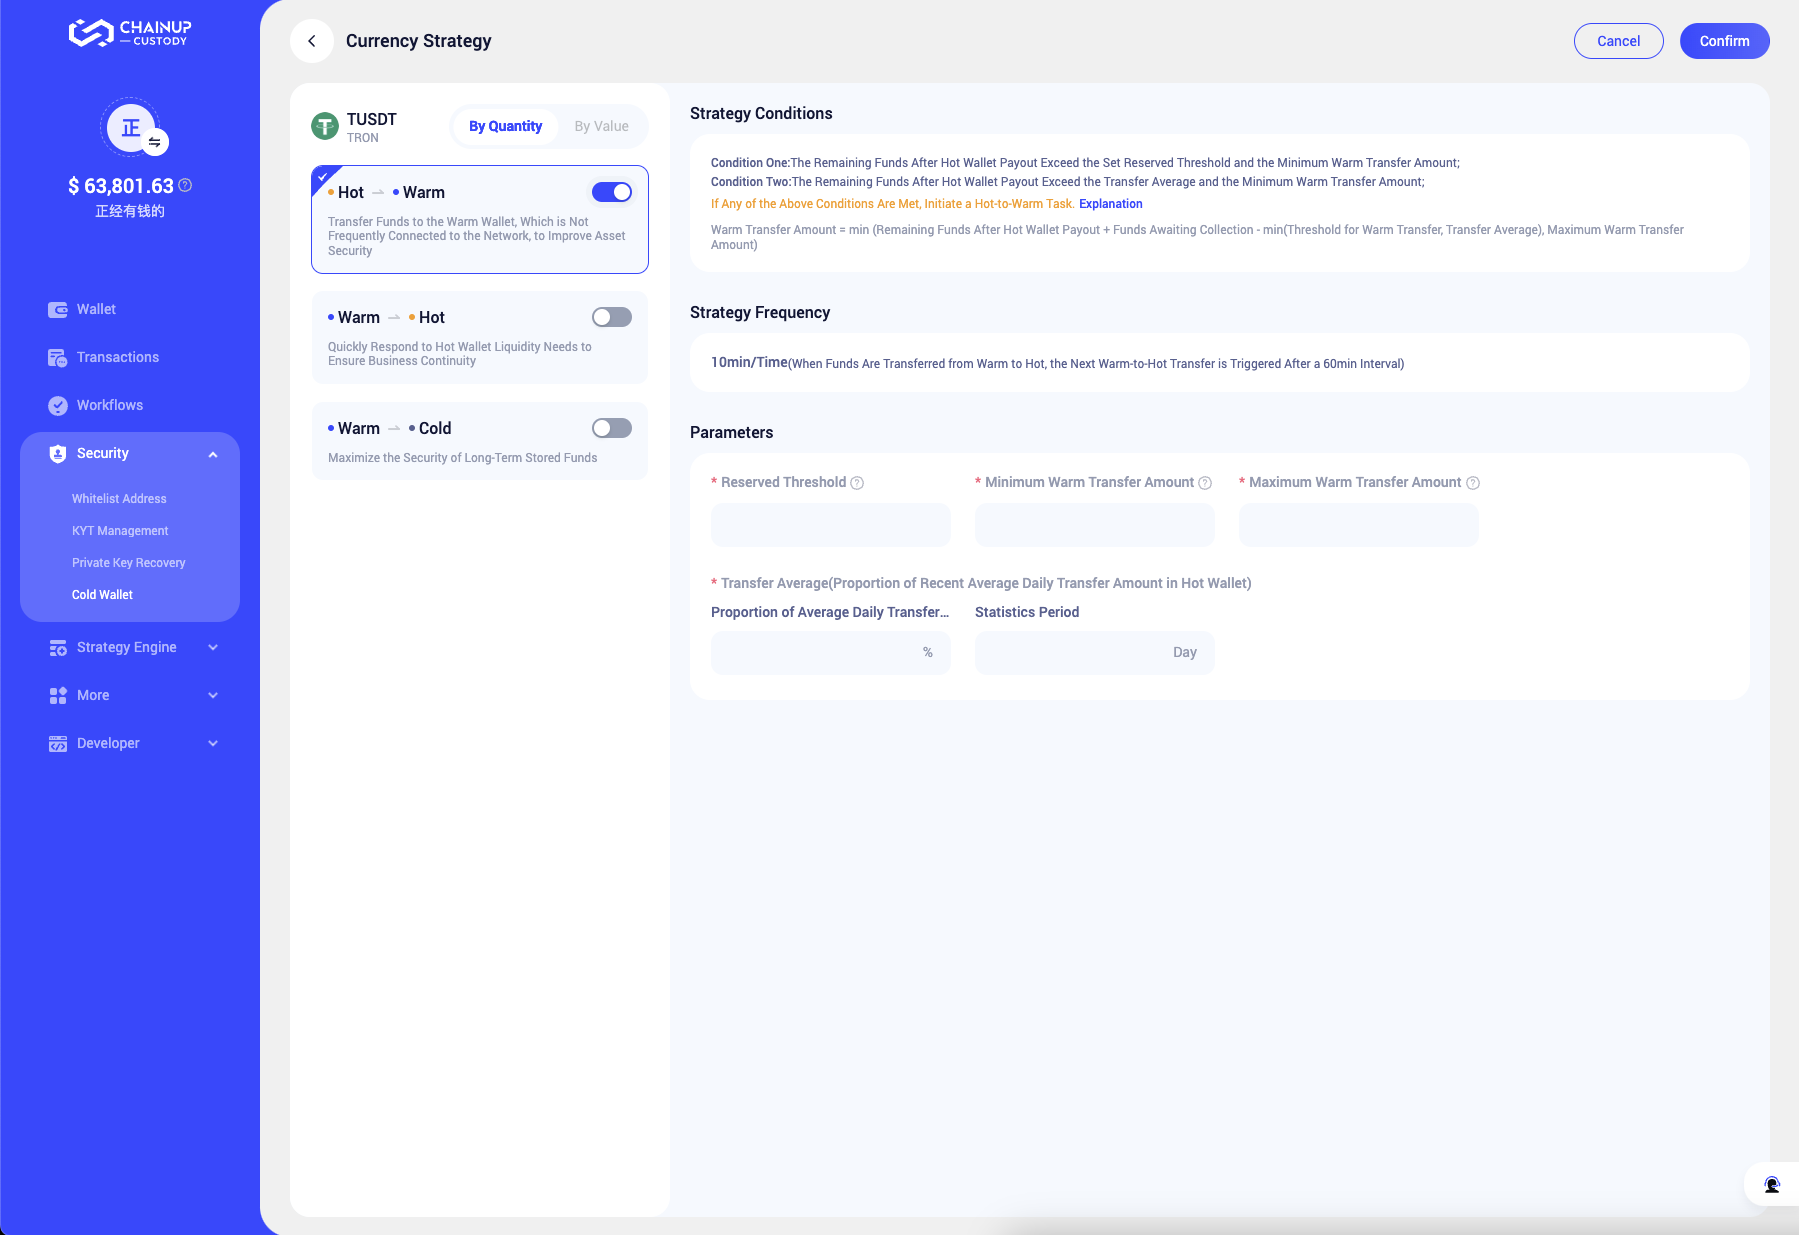 CHAINUP
CUSTODY
正
$ 63,801.63
正经有钱的
Wallet
Transactions
Workflows
Security
Whitelist Address
KYT Management
Private Key Recovery
Cold Wallet
Strategy Engine
More
Developer
Currency Strategy
Cancel
Confirm
TUSDT
TRON
By Quantity
By Value
Hot → Warm
Transfer Funds to the Warm Wallet, Which is Not
Frequently Connected to the Network, to Improve Asset
Security
Warm → Hot
Quickly Respond to Hot Wallet Liquidity Needs to
Ensure Business Continuity
Warm → Cold
Maximize the Security of Long-Term Stored Funds
Strategy Conditions
Condition One:The Remaining Funds After Hot Wallet Payout Exceed the Set Reserved Threshold and the Minimum Warm Transfer Amount;
Condition Two:The Remaining Funds After Hot Wallet Payout Exceed the Transfer Average and the Minimum Warm Transfer Amount;
If Any of the Above Conditions Are Met, Initiate a Hot-to-Warm Task. Explanation
Warm Transfer Amount = min (Remaining Funds After Hot Wallet Payout + Funds Awaiting Collection - min(Threshold for Warm Transfer, Transfer Average), Maximum Warm Transfer
Amount)
Strategy Frequency
10min/Time(When Funds Are Transferred from Warm to Hot, the Next Warm-to-Hot Transfer is Triggered After a 60min Interval)
Parameters
* Reserved Threshold
* Minimum Warm Transfer Amount
* Maximum Warm Transfer Amount
* Transfer Average(Proportion of Recent Average Daily Transfer Amount in Hot Wallet)
Proportion of Average Daily Transfer...
Statistics Period
%
Day